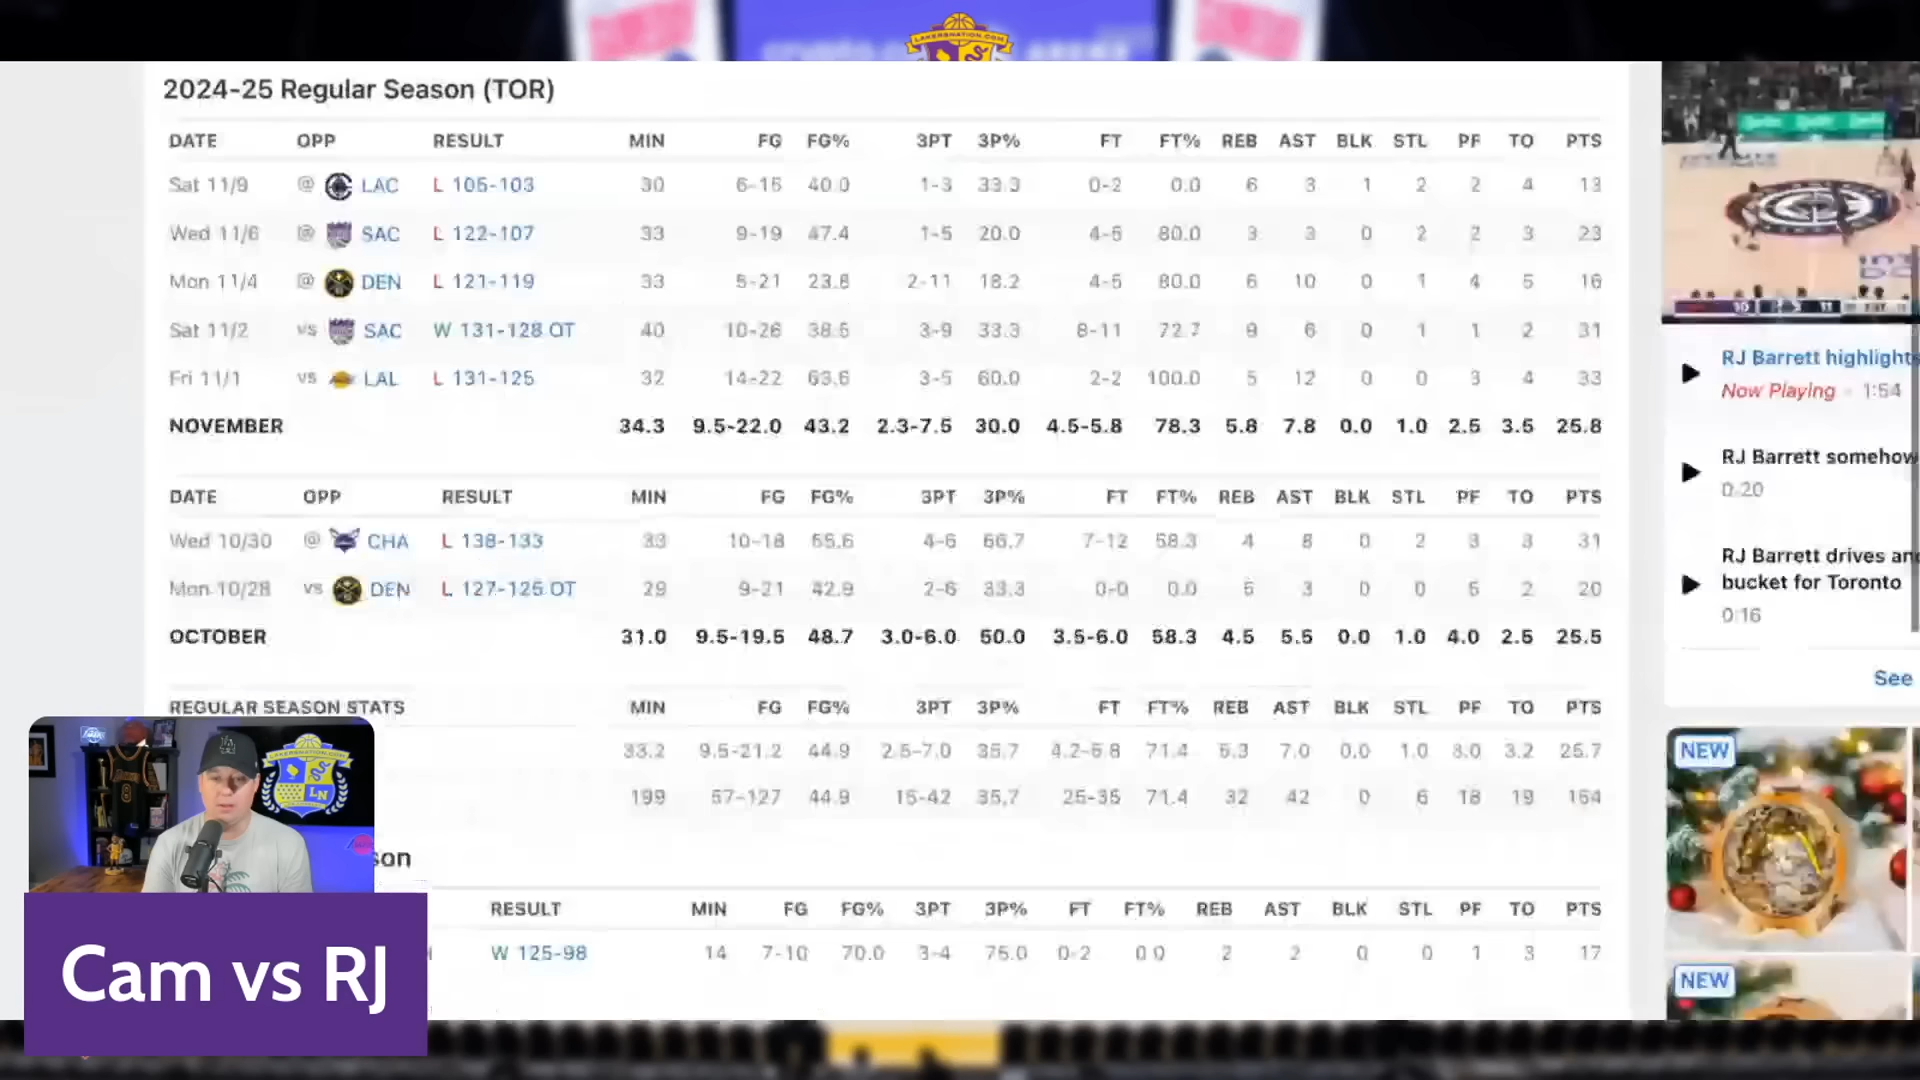 LAKERSNATION.COM
2024-25 Regular Season (TOR)
DATE OPP RESULT MIN FG FG% 3PT 3P% FT FT% REB AST BLK STL PF TO PTS
Sat 11/9 @ LAC L 105-103 30 6-15 40.0 1-3 33.3 0-2 0.0 6 3 1 2 2 4 13
Wed 11/6 @ SAC L 122-107 33 9-19 47.4 1-5 20.0 4-5 80.0 3 3 0 2 2 3 23
Mon 11/4 @ DEN L 121-119 33 5-21 23.8 2-11 18.2 4-5 80.0 6 10 0 1 4 5 16
Sat 11/2 vs SAC W 131-128 OT 40 10-26 38.5 3-9 33.3 8-11 72.7 9 6 0 1 1 2 31
Fri 11/1 vs LAL L 131-125 32 14-22 63.6 3-5 60.0 2-2 100.0 5 12 0 0 3 4 33
NOVEMBER 34.3 9.5-22.0 43.2 2.3-7.5 30.0 4.5-5.8 78.3 5.8 7.8 0.0 1.0 2.5 3.5 25.8
DATE OPP RESULT MIN FG FG% 3PT 3P% FT FT% REB AST BLK STL PF TO PTS
Wed 10/30 @ CHA L 138-133 33 10-18 55.6 4-6 66.7 7-12 58.3 4 8 0 2 3 3 31
Mon 10/28 vs DEN L 127-125 OT 29 9-21 42.9 2-6 33.3 0-0 0.0 5 3 0 0 5 2 20
OCTOBER 31.0 9.5-19.5 48.7 3.0-6.0 50.0 3.5-6.0 58.3 4.5 5.5 0.0 1.0 4.0 2.5 25.5
REGULAR SEASON STATS MIN FG FG% 3PT 3P% FT FT% REB AST BLK STL PF TO PTS
33.2 9.5-21.2 44.9 2.5-7.0 35.7 4.2-5.8 71.4 5.3 7.0 0.0 1.0 3.0 3.2 25.7
199 57-127 44.9 15-42 35.7 25-35 71.4 32 42 0 6 18 19 154
son
RESULT MIN FG FG% 3PT 3P% FT FT% REB AST BLK STL PF TO PTS
W 125-98 14 7-10 70.0 3-4 75.0 0-2 0.0 2 2 0 0 1 3 17
RJ Barrett highlights
Now Playing - 1:54
RJ Barrett somehow
0:20
RJ Barrett drives and
bucket for Toronto
0:16
See
NEW
NEW
LN
8
Cam vs RJ